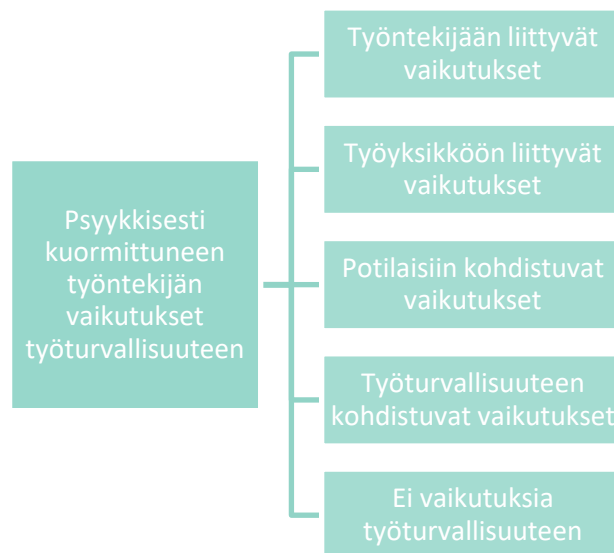 Psyykkisesti
kuormittuneen
työntekijän
vaikutukset
työturvallisuuteen
Työntekijään liittyvät
vaikutukset
Työyksikköön liittyvät
vaikutukset
Potilaisiin kohdistuvat
vaikutukset
Työturvallisuuteen
kohdistuvat vaikutukset
Ei vaikutuksia
työturvallisuuteen